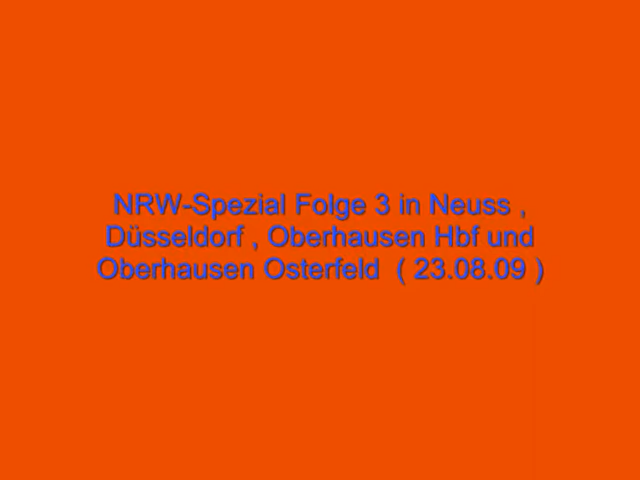 NRW-Spezial Folge 3 in Neuss ,
Düsseldorf , Oberhausen Hbf und
Oberhausen Osterfeld  ( 23.08.09 )